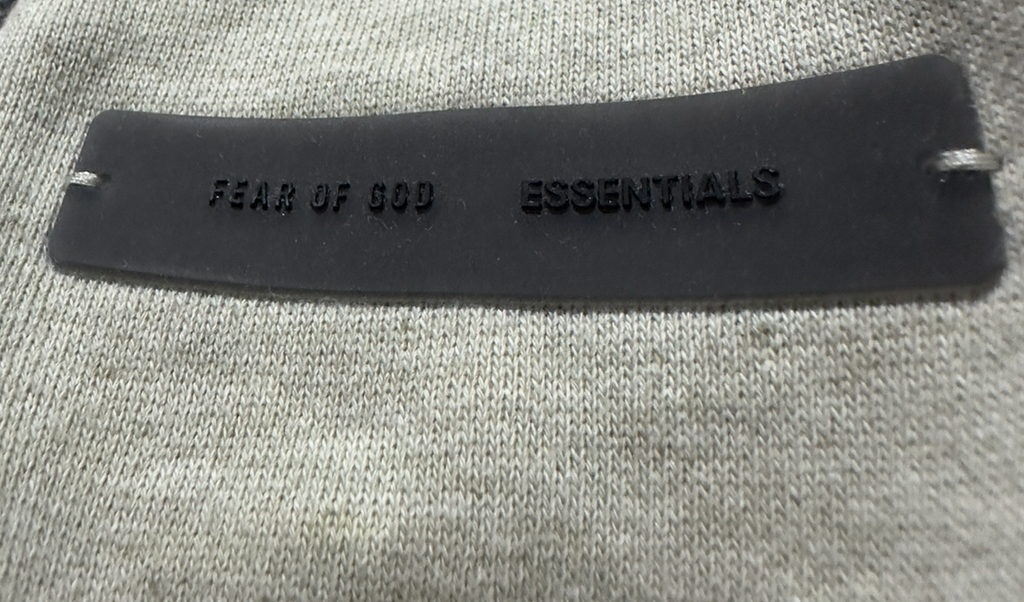 FEAR OF GOD ESSENTIALS